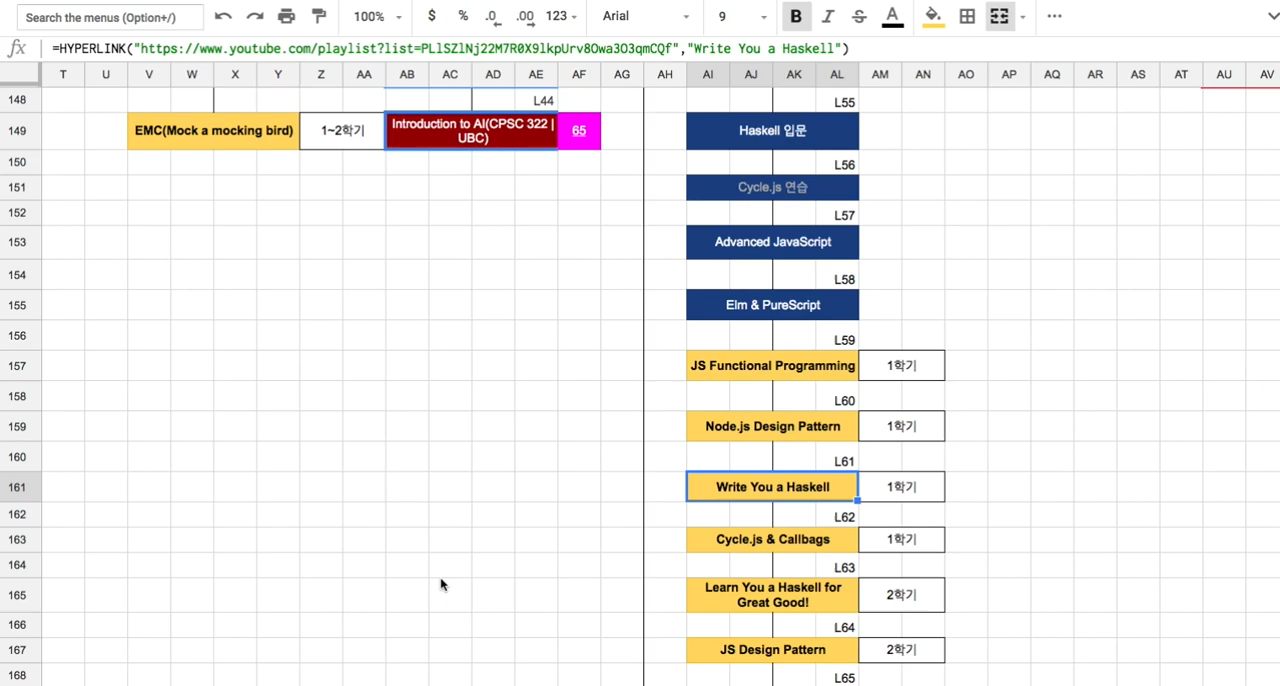 Search the menus (Option+/)
100%
$ % .0 .00 123
Arial
9
B I S A
fx =HYPERLINK("https://www.youtube.com/playlist?list=PLlSZlNj22M7R0X9lkpUrv8Owa3O3qmCQf","Write You a Haskell")
T U V W X Y Z AA AB AC AD AE AF AG AH AI AJ AK AL AM AN AO AP AQ AR AS AT AU AV
148 L44 L55
149 EMC(Mock a mocking bird) 1~2학기 Introduction to AI(CPSC 322 |
UBC) 65 Haskell 입문
150 L56
151 Cycle.js 연습
152 L57
153 Advanced JavaScript
154 L58
155 Elm & PureScript
156 L59
157 JS Functional Programming 1학기
158 L60
159 Node.js Design Pattern 1학기
160 L61
161 Write You a Haskell 1학기
162 L62
163 Cycle.js & Callbags 1학기
164 L63
165 Learn You a Haskell for
Great Good! 2학기
166 L64
167 JS Design Pattern 2학기
168 L65